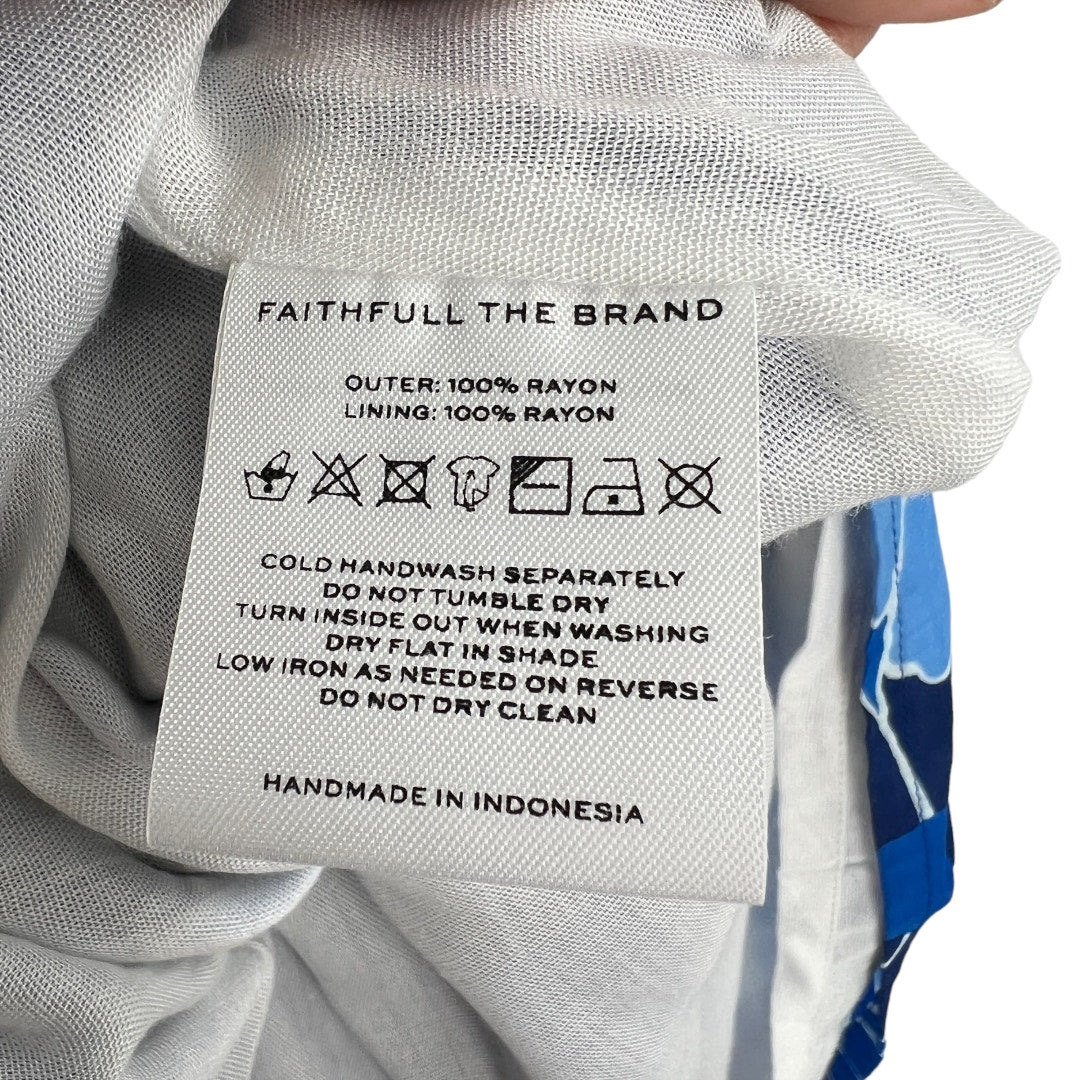 FAITHFULL THE BRAND
OUTER: 100% RAYON
LINING: 100% RAYON
COLD HANDWASH SEPARATELY
DO NOT TUMBLE DRY
TURN INSIDE OUT WHEN WASHING
DRY FLAT IN SHADE
LOW IRON AS NEEDED ON REVERSE
DO NOT DRY CLEAN
HANDMADE IN INDONESIA